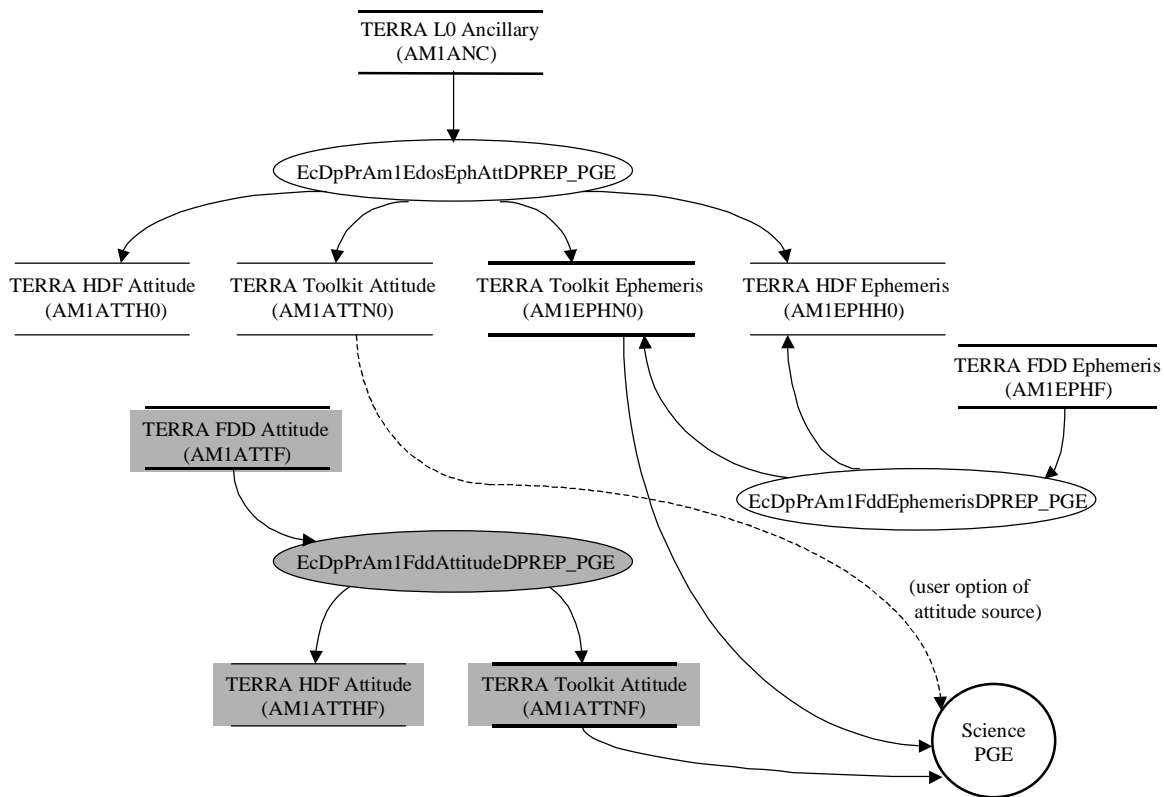 TERRA L0 Ancillary
(AM1ANC)
EcDpPrAm1EdosEphAttDPREP_PGE
TERRA HDF Attitude
(AM1ATTH0)
TERRA Toolkit Attitude
(AM1ATTN0)
TERRA Toolkit Ephemeris
(AM1EPHN0)
TERRA HDF Ephemeris
(AM1EPHH0)
TERRA FDD Ephemeris
(AM1EPHF)
TERRA FDD Attitude
(AM1ATTF)
EcDpPrAm1FddEphemerisDPREP_PGE
EcDpPrAm1FddAttitudeDPREP_PGE
(user option of
attitude source)
TERRA HDF Attitude
(AM1ATTHF)
TERRA Toolkit Attitude
(AM1ATTNF)
Science
PGE